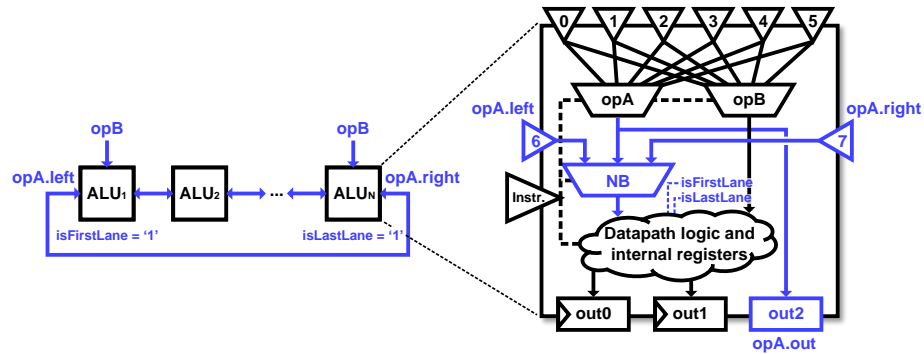 opB
opB
opA.left
opA.right
ALU1
ALU2
...
ALUN
isFirstLane = ‘1’
isLastLane = ‘1’
0
1
2
3
4
5
opA
opB
opA.left
opA.right
6
7
NB
Instr.
isFirstLane
isLastLane
Datapath logic and
internal registers
out0
out1
out2
opA.out